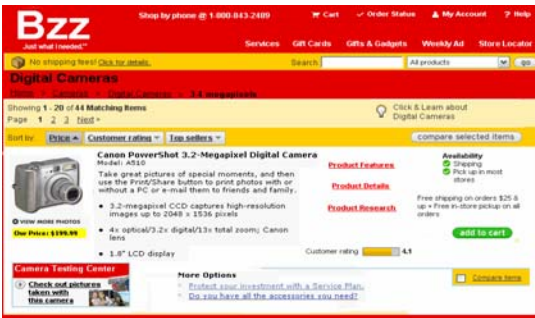 Bzz
Just what I needed.™
Shop by phone @ 1-800-843-2489
Cart
Order Status
My Account
? Help
Services
Gift Cards
Gifts & Gadgets
Weekly Ad
Store Locator
No shipping fees! Click for details.
Search
All products
go
Digital Cameras
Home > Cameras > Digital Cameras > 3.4 megapixels
Showing 1 - 20 of 44 Matching Items
Page 1 2 3 Next »
Click & Learn about
Digital Cameras
Sort by
Price
Customer rating
Top sellers
compare selected items
Canon PowerShot 3.2-Megapixel Digital Camera
Model: A510
Take great pictures of special moments, and then
use the Print/Share button to print photos with or
without a PC or e-mail them to friends and family.
• 3.2-megapixel CCD captures high-resolution
images up to 2048 x 1536 pixels
• 4x optical/3.2x digital/13x total zoom; Canon
lens
• 1.8" LCD display
VIEW MORE PHOTOS
Our Price: $199.99
Product Features
Product Details
Product Research
Customer rating
4.1
Availability
Shipping
Pick up in most
stores
Free shipping on orders $25 &
up • Free in-store pickup on all
orders
add to cart
Camera Testing
Center
Check out pictures
taken with
this camera
More Options
Protect your investment with a Service Plan.
Do you have all the accessories you need?
Compare items